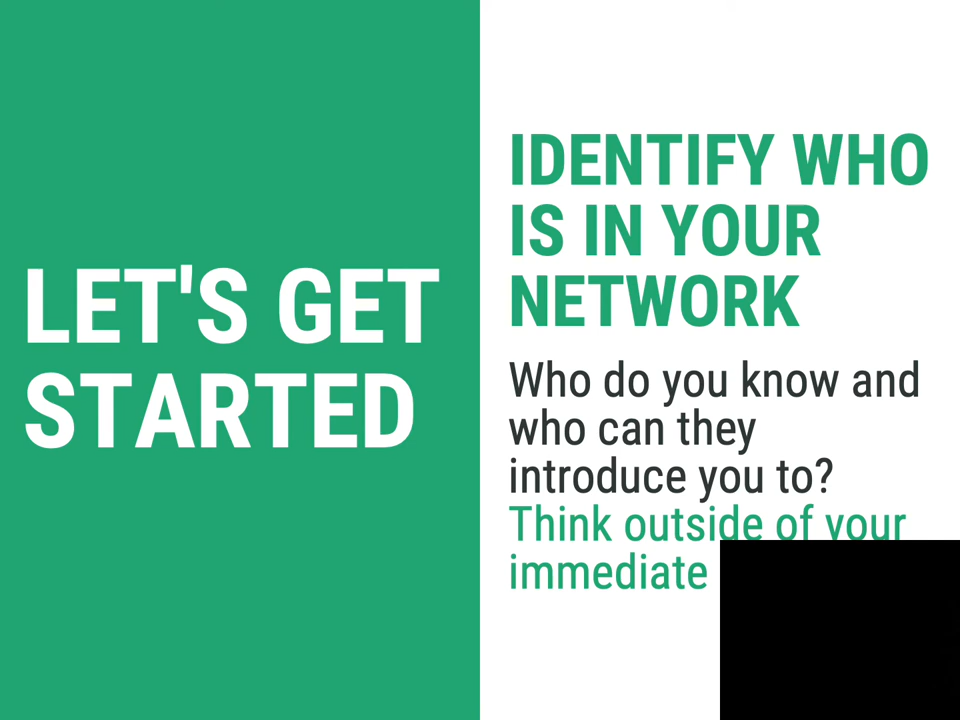 LET'S GET
STARTED
IDENTIFY WHO
IS IN YOUR
NETWORK
Who do you know and
who can they
introduce you to?
Think outside of your
immediate